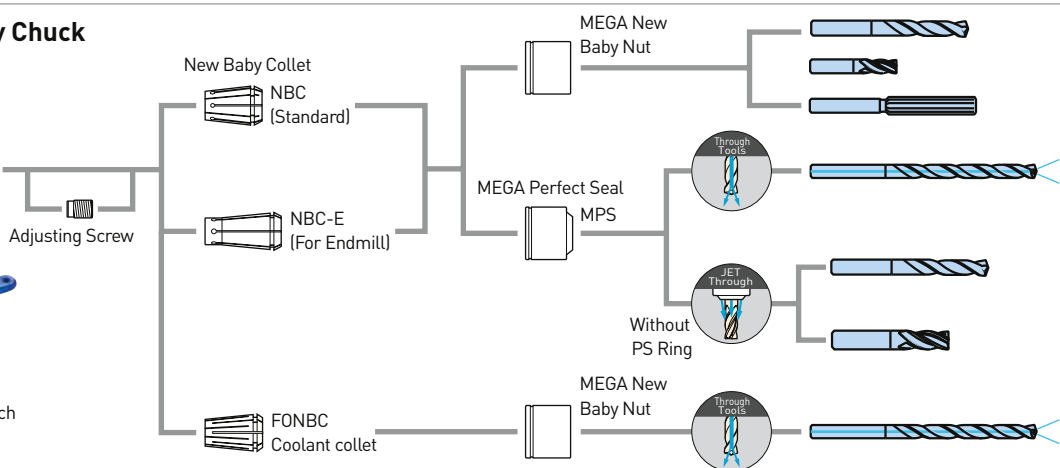 Chuck
MEGA New
Baby Nut
New Baby Collet
NBC
(Standard)
Through
Tools
MEGA Perfect Seal
MPS
NBC-E
(For Endmill)
Adjusting Screw
JET
Through
Without
PS Ring
MEGA New
Baby Nut
FONBC
Coolant collet
Through
Tools